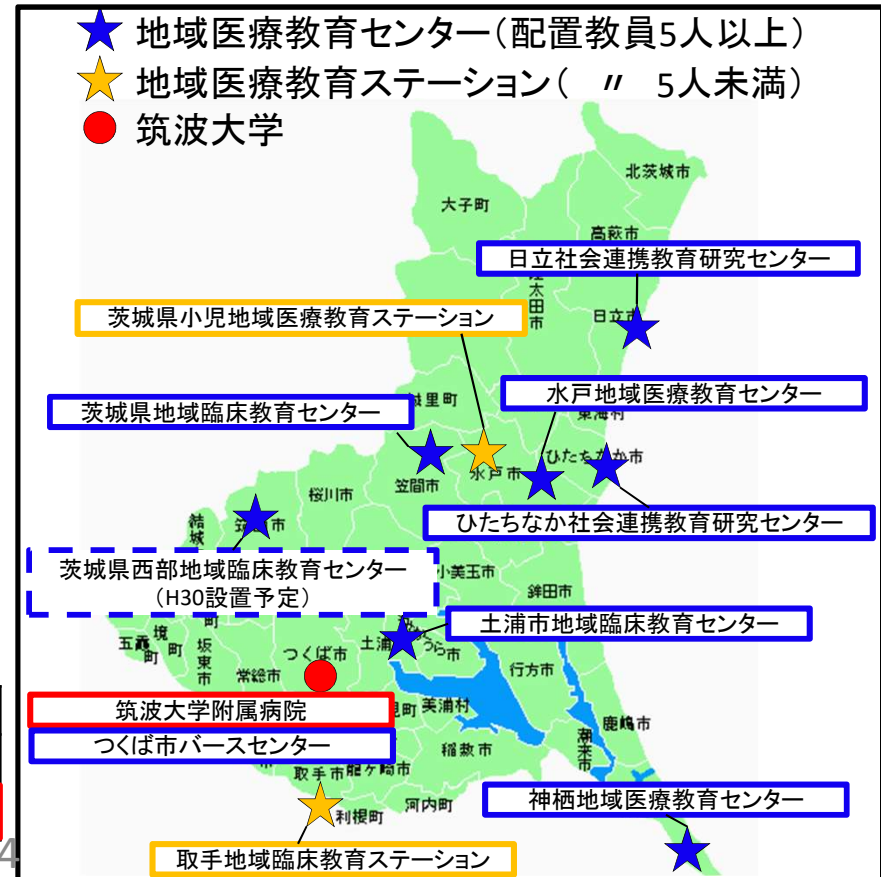 地域医療教育センター(配置教員5人以上)
地域医療教育ステーション( 〃 5人未満)
筑波大学
北茨城市
大子町
高萩市
日立社会連携教育研究センター
太田市
茨城県小児地域医療教育ステーション
日立市
水戸地域医療教育センター
茨城県地域臨床教育センター
里町
東海村
ひたちなか市
水戸市
笠間市
桜川市
ひたちなか社会連携教育研究センター
結城
茨城県西部地域臨床教育センター
(H30設置予定)
小美玉市
鉾田市
土浦市地域臨床教育センター
五霞町
境町
坂東市
常総市
つくば市
土浦
うら市
行方市
筑波大学附属病院
見町
美浦村
つくば市バースセンター
稲敷市
潮来市
鹿嶋市
取手市
龍ヶ崎市
利根町
河内町
神栖地域医療教育センター
取手地域臨床教育ステーション
4